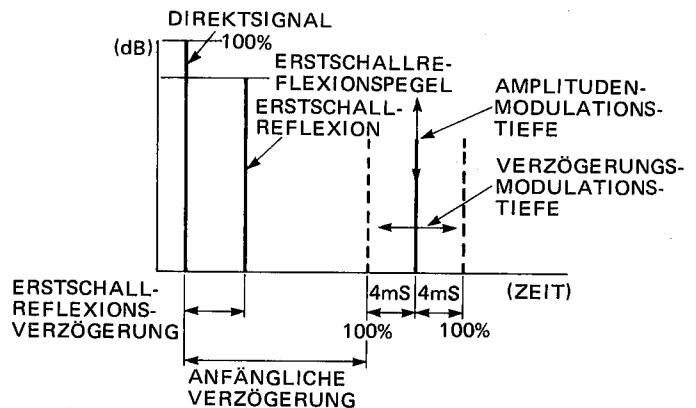 DIREKTSIGNAL
(dB)
100%
ERSTSCHALLRE-
FLEXIONSPEGEL
ERSTSCHALL-
REFLEXION
AMPLITUDEN-
MODULATIONS-
TIEFE
VERZÖGERUNGS-
MODULATIONS-
TIEFE
ERSTSCHALL-
REFLEXIONS-
VERZÖGERUNG
4mS 4mS
(ZEIT)
100% 100%
ANFÄNGLICHE
VERZÖGERUNG